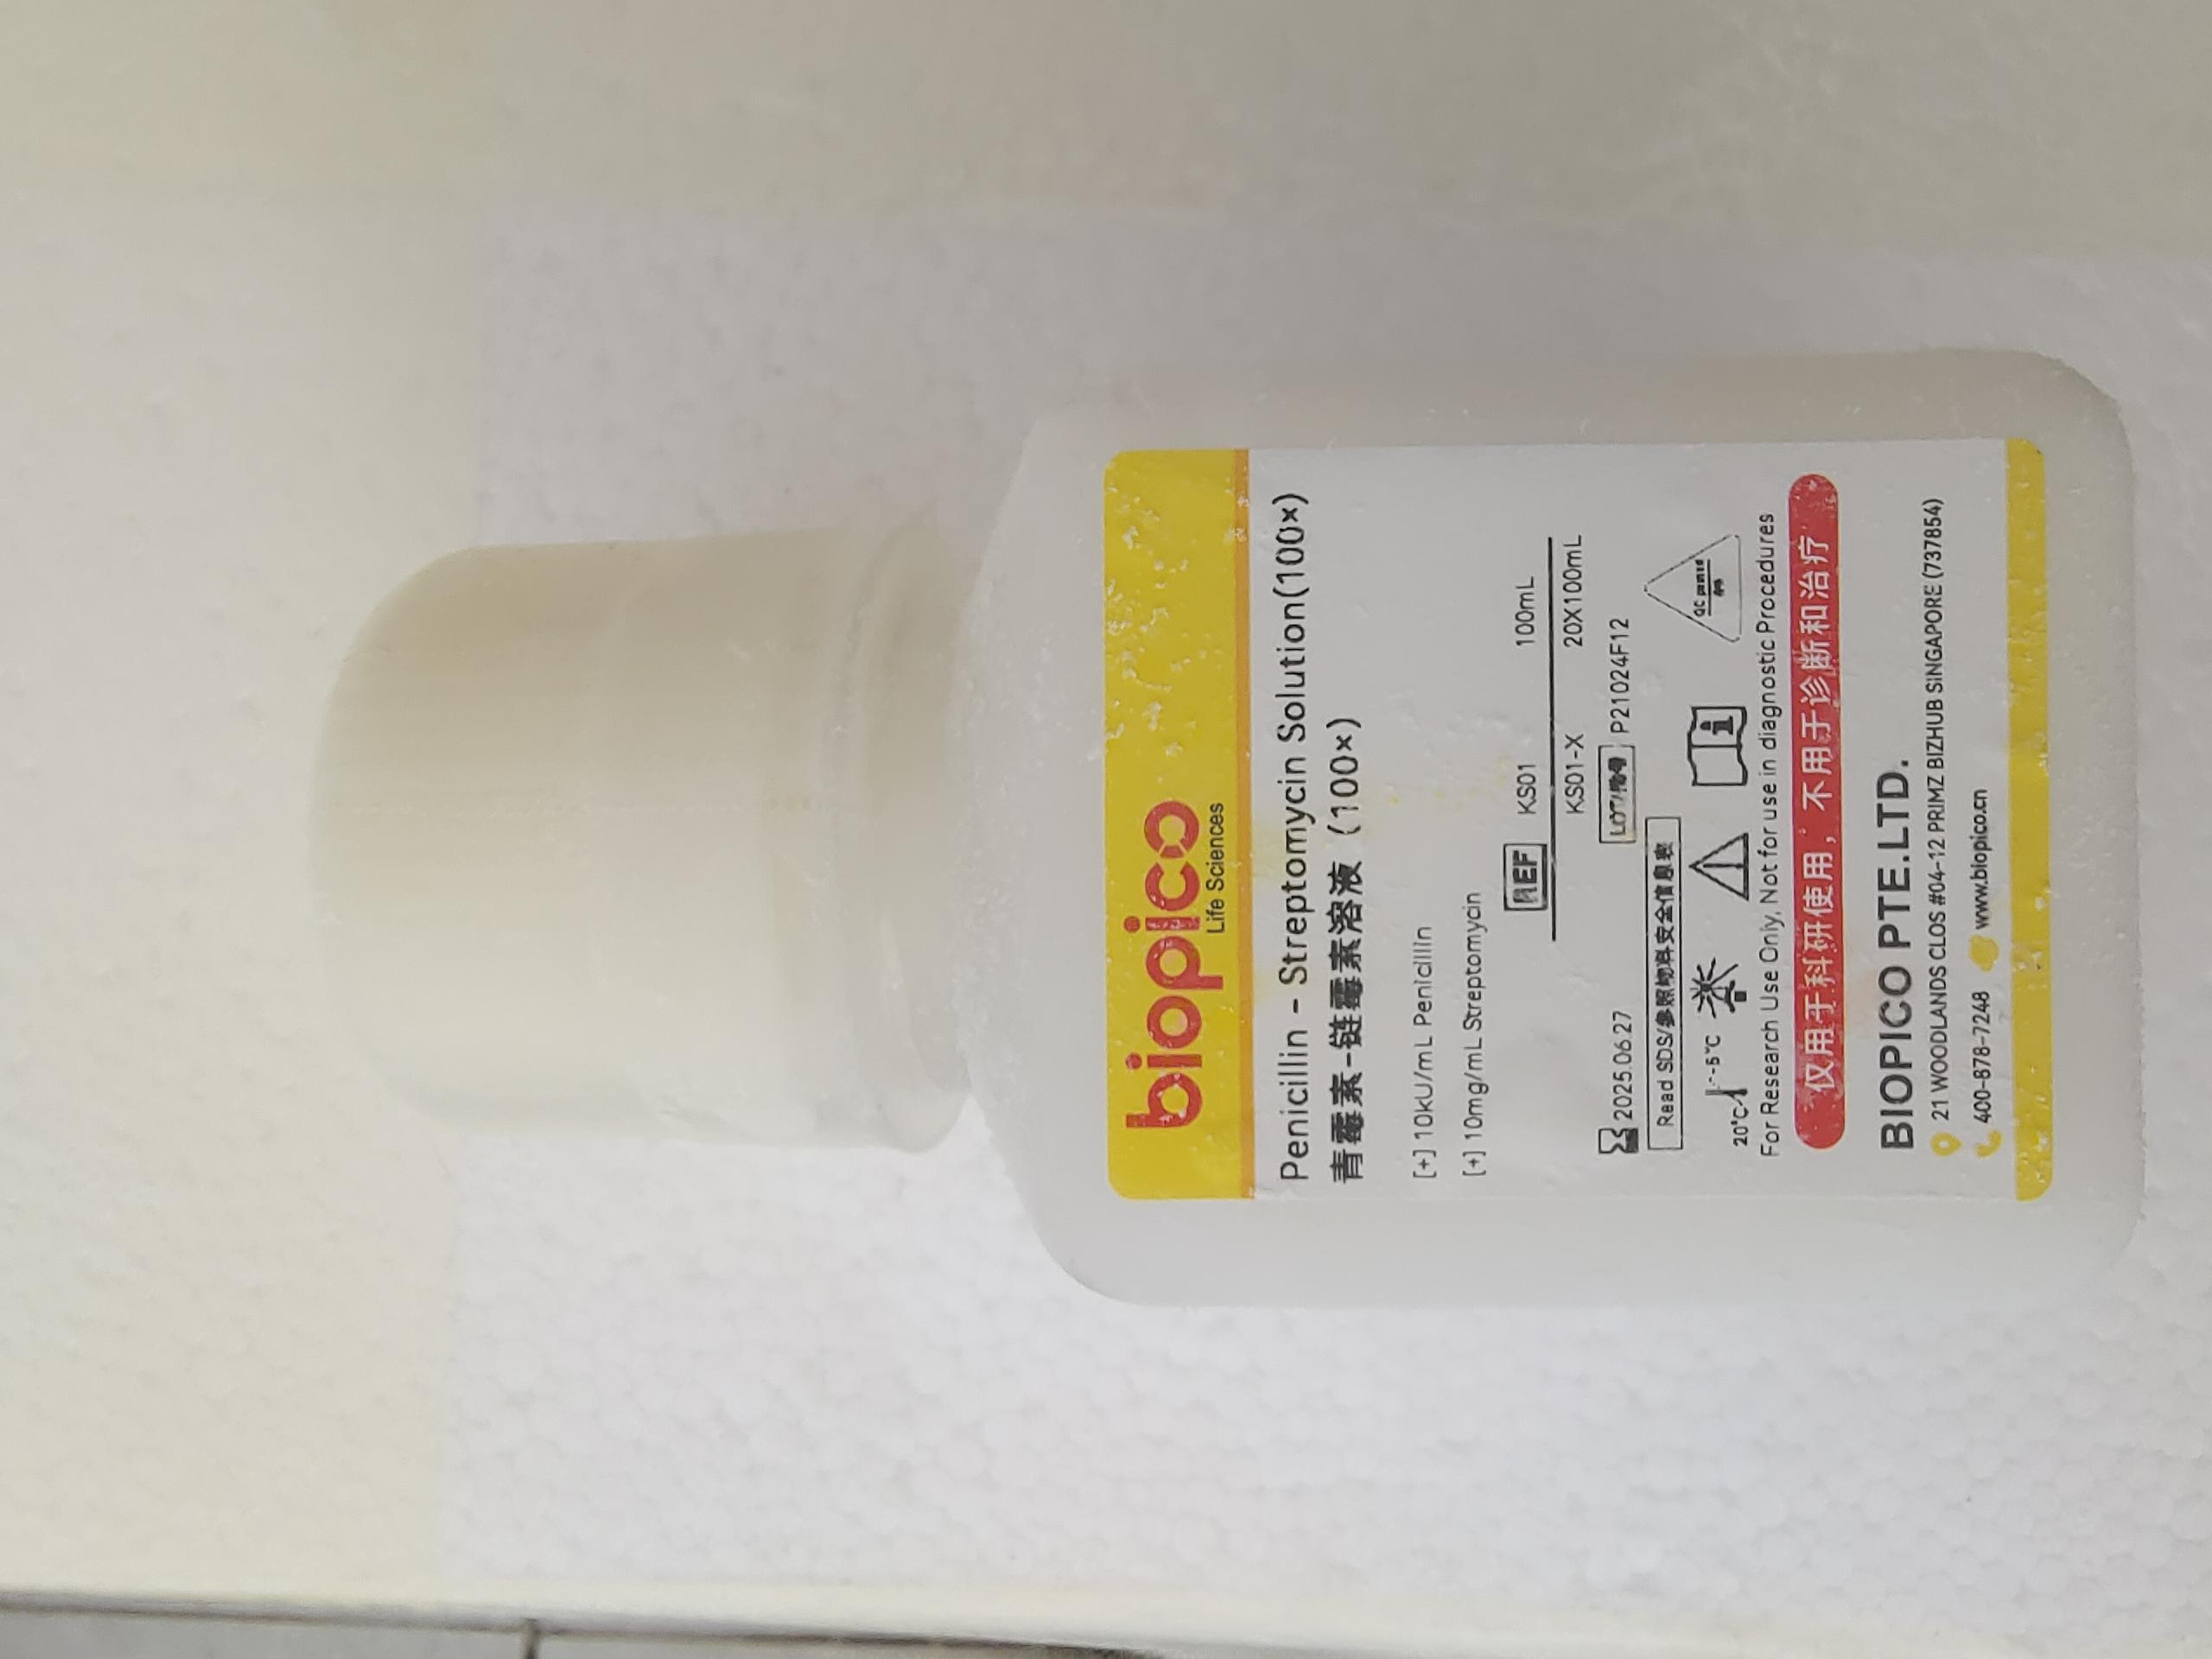 biopico
Life Sciences
Penicillin - Streptomycin Solution(100×)
青霉素-链霉素溶液（100×）
[+] 10kU/mL Penicillin
[+] 10mg/mL Streptomycin
REF KS01 100mL
KS01-X 20X100mL
2025.06.27 LOT/批号 P21024F12
Read SDS/参照物料安全信息表
20°C -5°C
QC passed
For Research Use Only, Not for use in diagnostic Procedures
仅用于科研使用，不用于诊断和治疗
BIOPICO PTE.LTD.
21 WOODLANDS CLOS #04-12 PRIMZ BIZHUB SINGAPORE (737854)
400-878-7248 www.biopico.cn